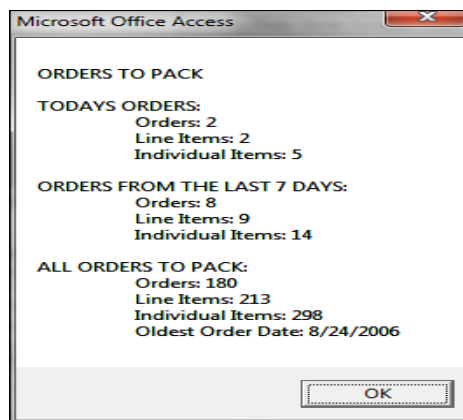 Microsoft Office Access
ORDERS TO PACK
TODAYS ORDERS:
Orders: 2
Line Items: 2
Individual Items: 5
ORDERS FROM THE LAST 7 DAYS:
Orders: 8
Line Items: 9
Individual Items: 14
ALL ORDERS TO PACK:
Orders: 180
Line Items: 213
Individual Items: 298
Oldest Order Date: 8/24/2006
OK